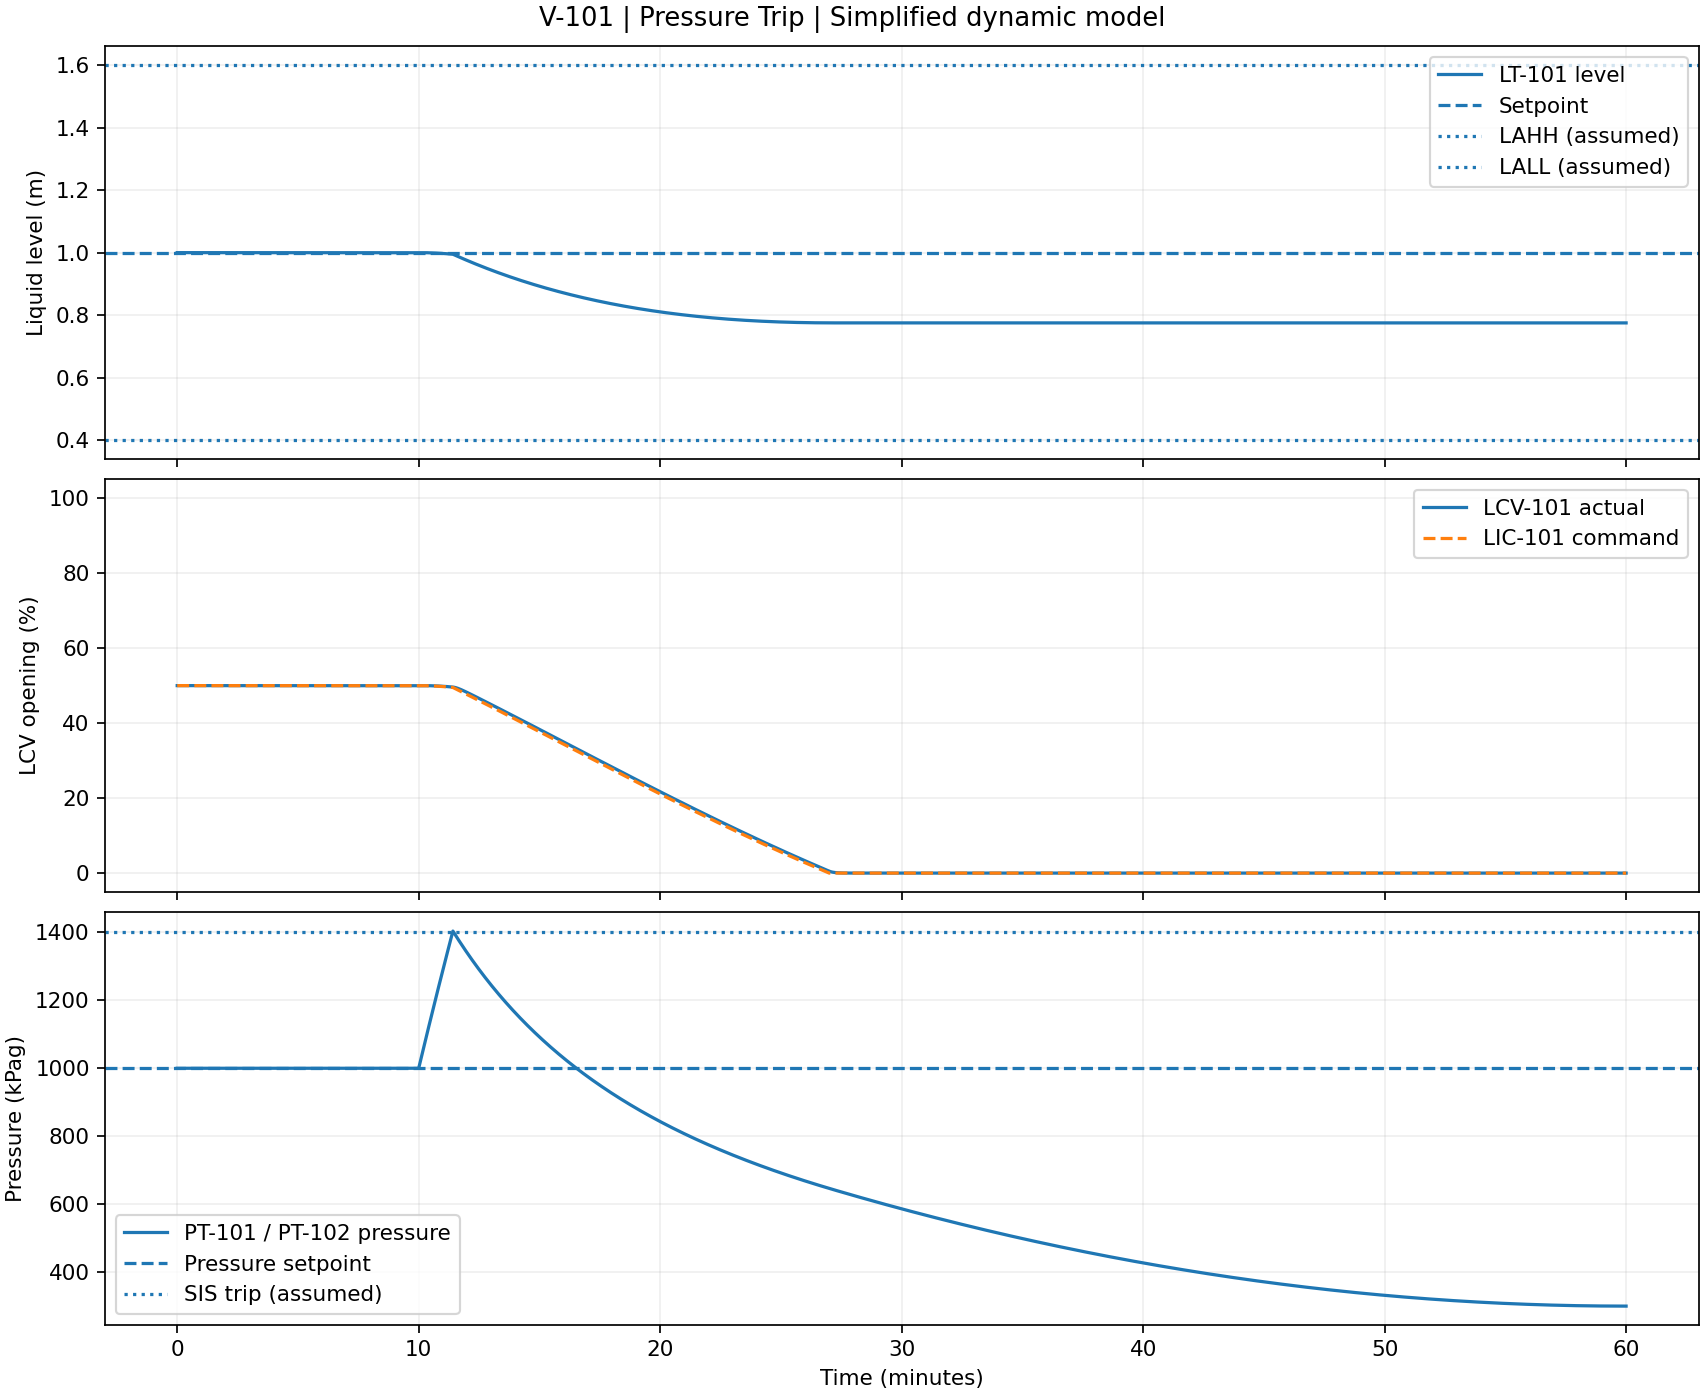 V-101 | Pressure Trip | Simplified dynamic model
1.6
1.4
1.2
1.0
0.8
0.6
0.4
Liquid level (m)
LT-101 level
Setpoint
LAHH (assumed)
LALL (assumed)
100
80
60
40
20
0
LCV opening (%)
LCV-101 actual
LIC-101 command
1400
1200
1000
800
600
400
Pressure (kPag)
PT-101 / PT-102 pressure
Pressure setpoint
SIS trip (assumed)
0 10 20 30 40 50 60
Time (minutes)